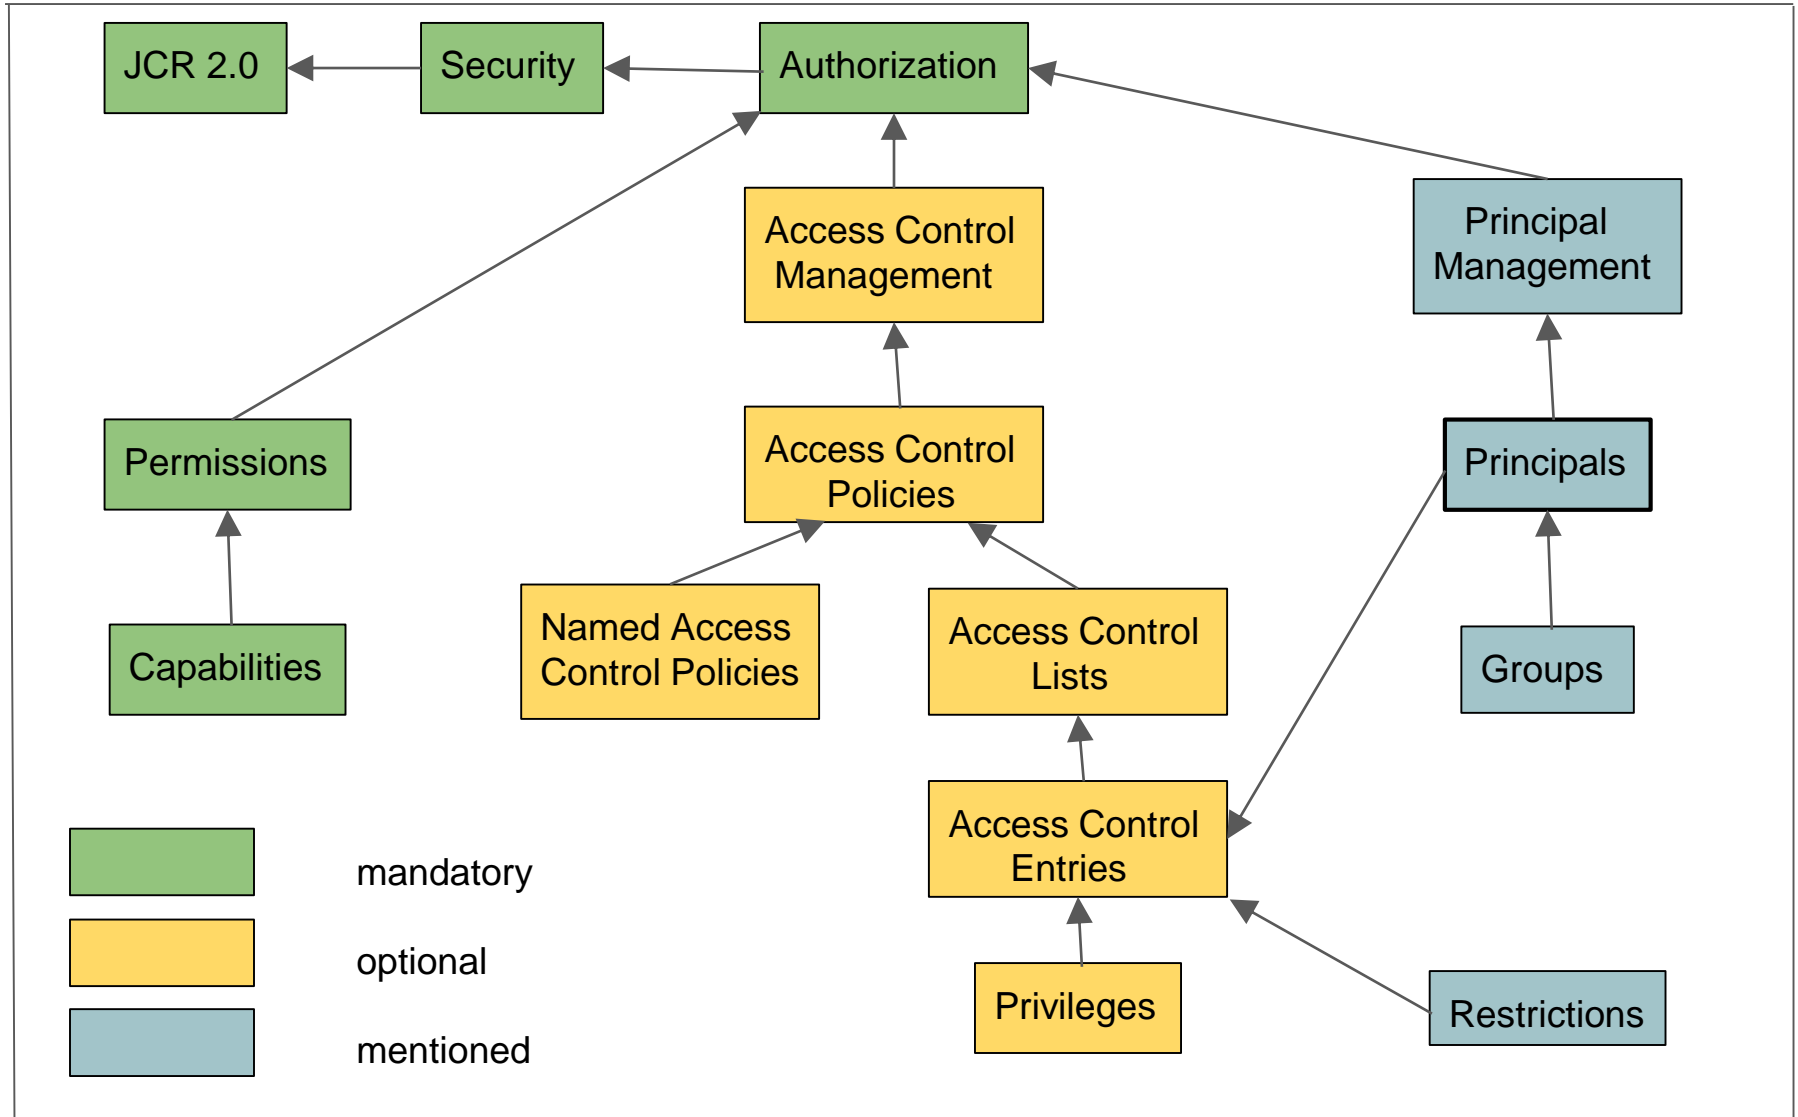 JCR 2.0
Security
Authorization
Access Control
Management
Principal
Management
Permissions
Access Control
Policies
Principals
Capabilities
Named Access
Control Policies
Access Control
Lists
Groups
Access Control
Entries
Privileges
Restrictions
mandatory
optional
mentioned